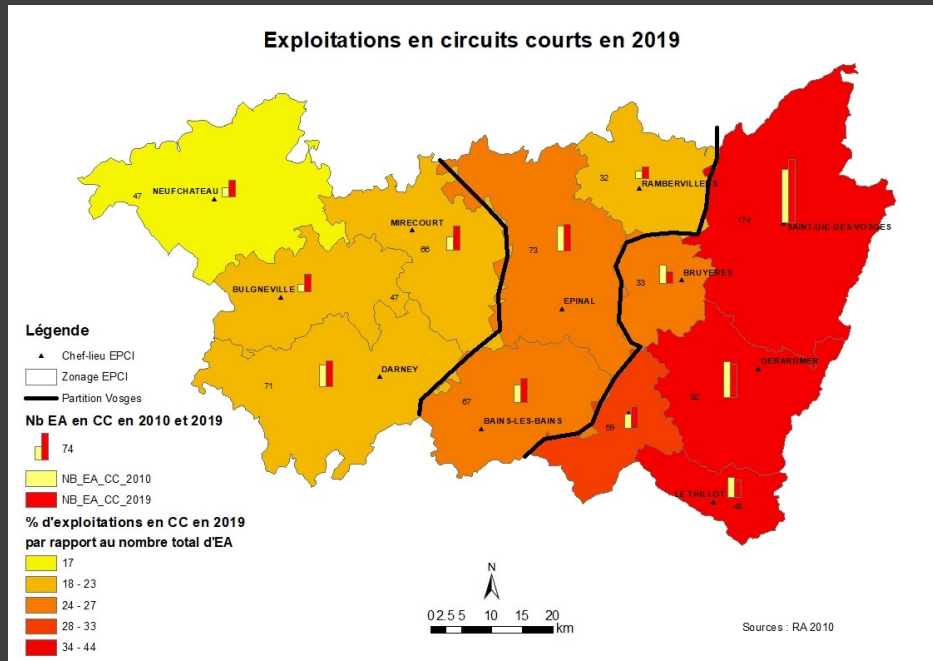 Exploitations en circuits courts en 2019
47
NEUFCHATEAU
32
RAMBERVILLERS
174
SAINT-DIE-DES-VOSGES
MIRECOURT
66
73
33
BRUYERES
BULGNEVILLE
47
EPINAL
71
DARNEY
67
BAINS-LES-BAINS
GERARDMER
92
59
LE THILLOT
48
Légende
Chef-lieu EPCI
Zonage EPCI
Partition Vosges
Nb EA en CC en 2010 et 2019
74
NB_EA_CC_2010
NB_EA_CC_2019
% d'exploitations en CC en 2019
par rapport au nombre total d'EA
17
18 - 23
24 - 27
28 - 33
34 - 44
N
0 2.5 5 10 15 20
km
Sources : RA 2010